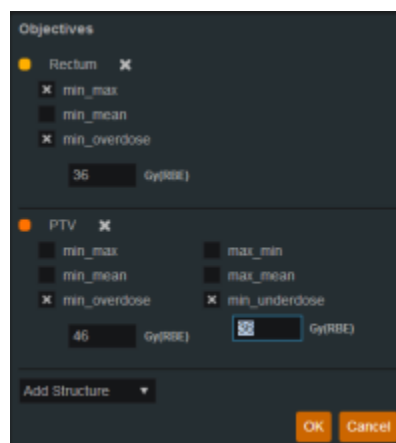 Objectives
Rectum
min_max
min_mean
min_overdose
36 Gy(RBE)
PTV
min_max max_min
min_mean max_mean
min_overdose min_underdose
46 Gy(RBE) Gy(RBE)
Add Structure
OK Cancel